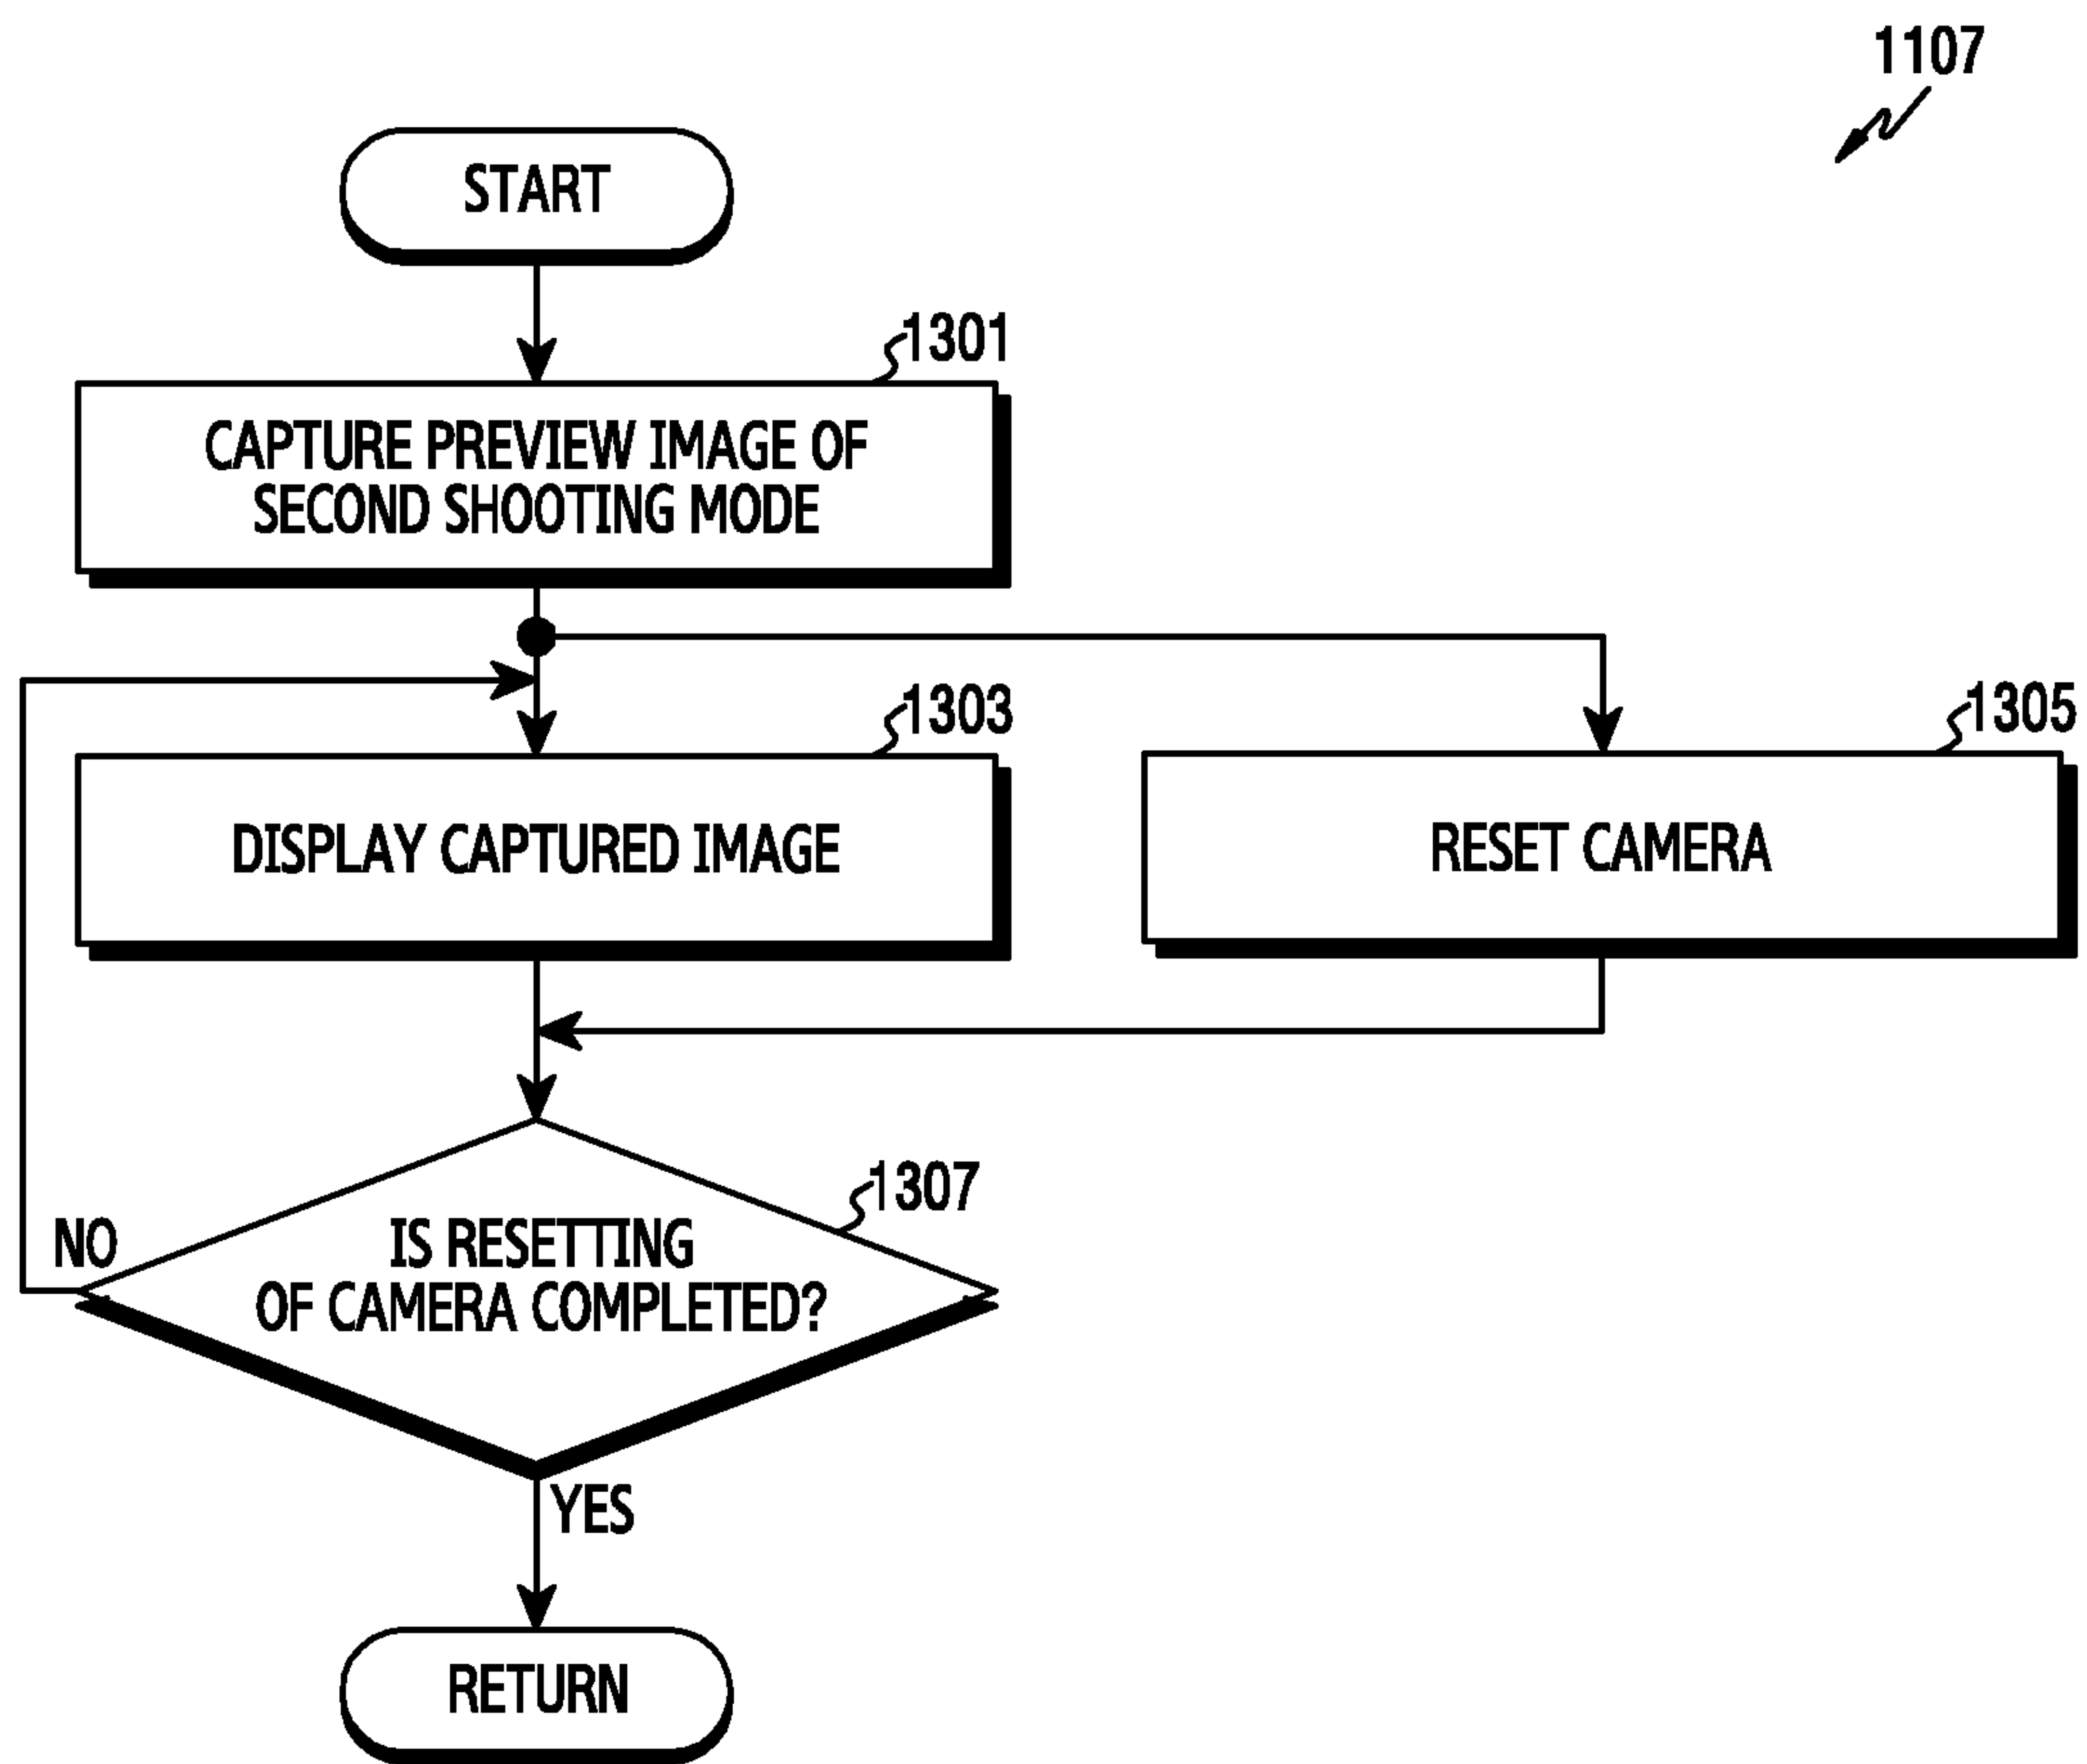 1107
START
1301
CAPTURE PREVIEW IMAGE OF
SECOND SHOOTING MODE
1303
DISPLAY CAPTURED IMAGE
1305
RESET CAMERA
1307
IS RESETTING
OF CAMERA COMPLETED?
NO
YES
RETURN